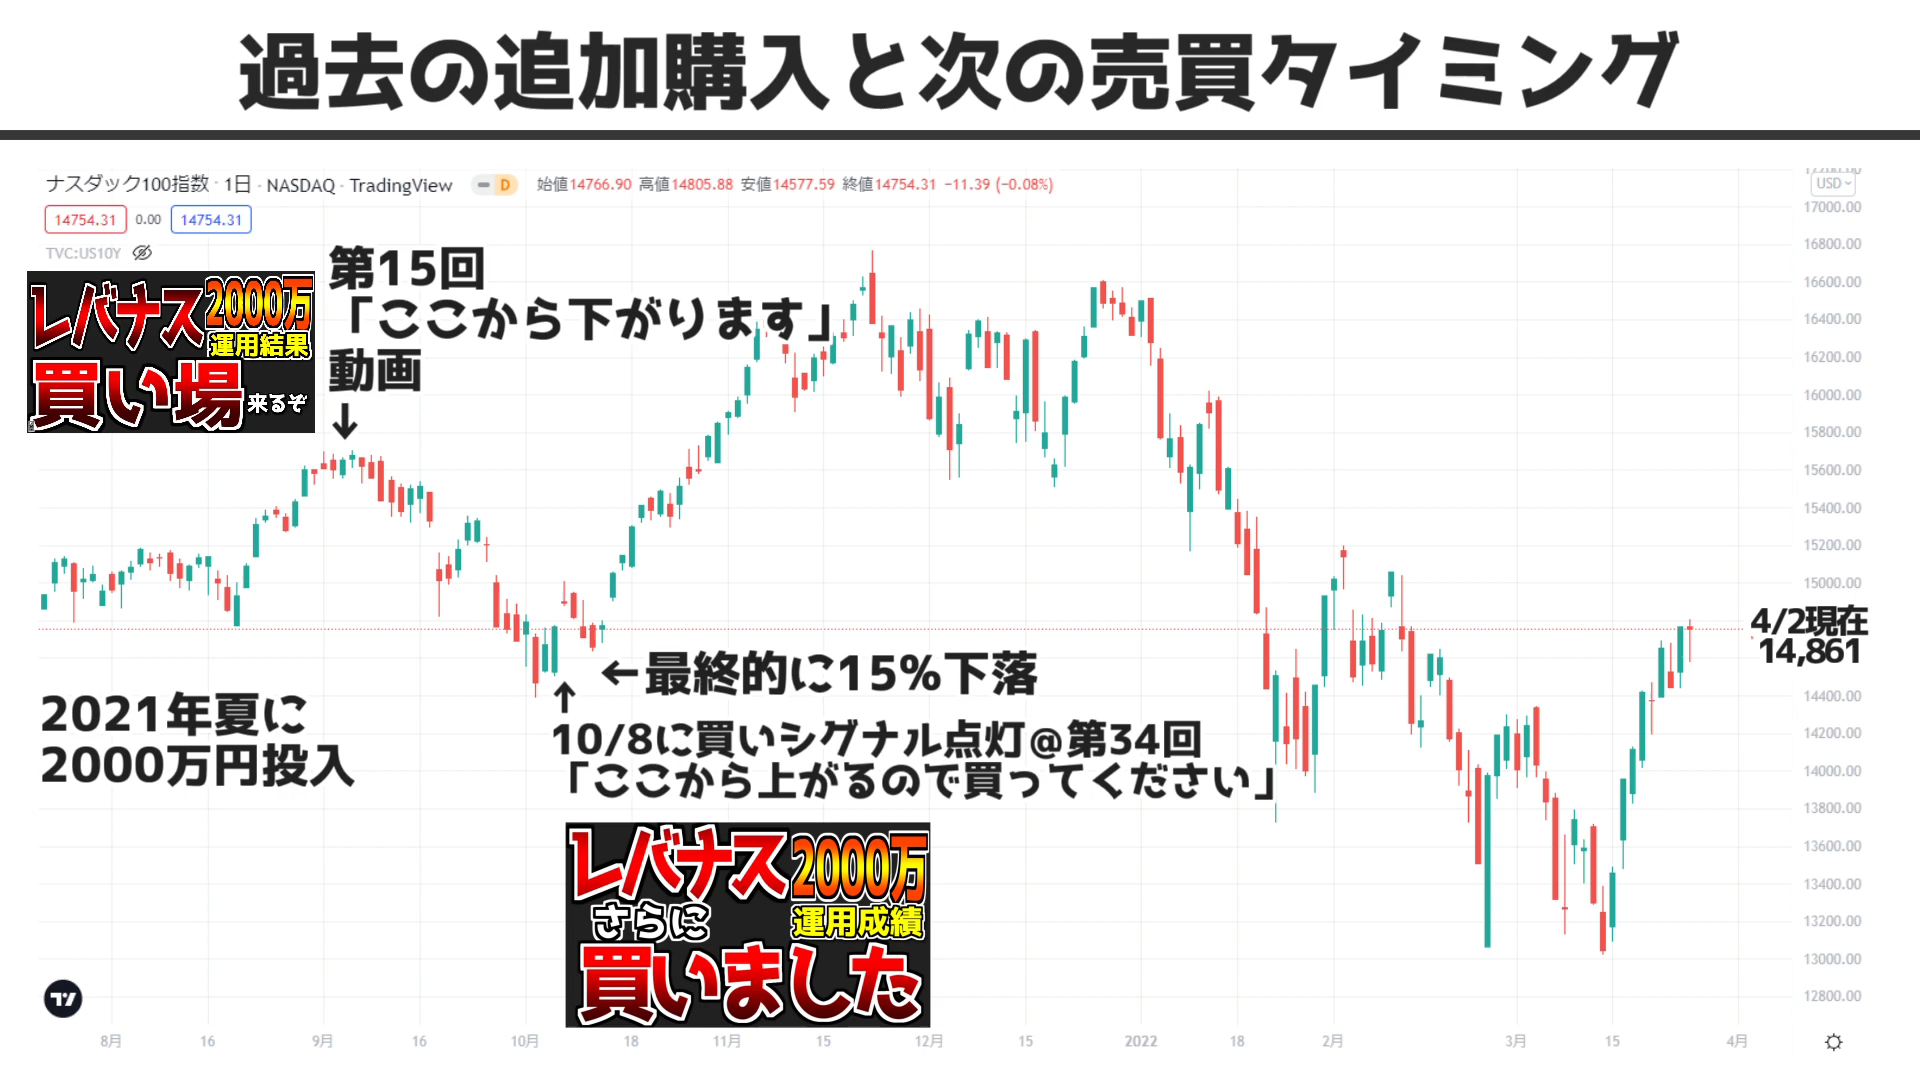 過去の追加購入と次の売買タイミング
ナスダック100指数 · 1日 · NASDAQ · TradingView D 始値14766.90 高値14805.88 安値14577.59 終値14754.31 −11.39 (−0.08%)
USD
14754.31 0.00 14754.31
TVC:US10Y
レバナス 2000万
運用結果
買い場 来るぞ
第15回
「ここから下がります」
動画
↓
←最終的に15%下落
↑
10/8に買いシグナル点灯@第34回
「ここから上がるので買ってください」
2021年夏に
2000万円投入
レバナス 2000万
さらに 運用成績
買いました
4/2現在
14,861
17000.00
16800.00
16600.00
16400.00
16200.00
16000.00
15800.00
15600.00
15400.00
15200.00
15000.00
14400.00
14200.00
14000.00
13800.00
13600.00
13400.00
13200.00
13000.00
12800.00
8月 16 9月 16 10月 18 11月 15 12月 15 2022 18 2月 3月 15 4月